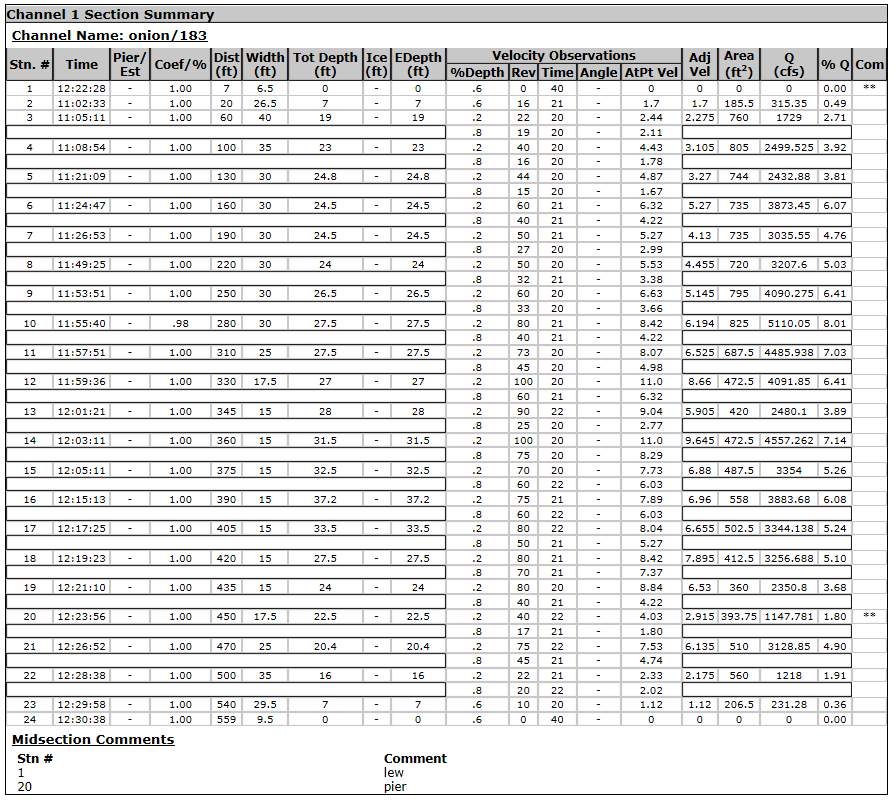 Channel 1 Section Summary
Channel Name: onion/183
Stn. # Time Pier/ Est Coef/% Dist (ft) Width (ft) Tot Depth (ft) Ice (ft) EDepth (ft) Velocity Observations Adj Vel Area (ft²) Q (cfs) % Q Com
%Depth Rev Time Angle AtPt Vel
1 12:22:28 - 1.00 7 6.5 0 - 0 .6 0 40 - 0 0 0 0 0.00 **
2 11:02:33 - 1.00 20 26.5 7 - 7 .6 16 21 - 1.7 1.7 185.5 315.35 0.49
3 11:05:11 - 1.00 60 40 19 - 19 .2 22 20 - 2.44 2.275 760 1729 2.71
.8 19 20 - 2.11
4 11:08:54 - 1.00 100 35 23 - 23 .2 40 20 - 4.43 3.105 805 2499.525 3.92
.8 16 20 - 1.78
5 11:21:09 - 1.00 130 30 24.8 - 24.8 .2 44 20 - 4.87 3.27 744 2432.88 3.81
.8 15 20 - 1.67
6 11:24:47 - 1.00 160 30 24.5 - 24.5 .2 60 21 - 6.32 5.27 735 3873.45 6.07
.8 40 21 - 4.22
7 11:26:53 - 1.00 190 30 24.5 - 24.5 .2 50 21 - 5.27 4.13 735 3035.55 4.76
.8 27 20 - 2.99
8 11:49:25 - 1.00 220 30 24 - 24 .2 50 20 - 5.53 4.455 720 3207.6 5.03
.8 32 21 - 3.38
9 11:53:51 - 1.00 250 30 26.5 - 26.5 .2 60 20 - 6.63 5.145 795 4090.275 6.41
.8 33 20 - 3.66
10 11:55:40 - .98 280 30 27.5 - 27.5 .2 80 21 - 8.42 6.194 825 5110.05 8.01
.8 40 21 - 4.22
11 11:57:51 - 1.00 310 25 27.5 - 27.5 .2 73 20 - 8.07 6.525 687.5 4485.938 7.03
.8 45 20 - 4.98
12 11:59:36 - 1.00 330 17.5 27 - 27 .2 100 20 - 11.0 8.66 472.5 4091.85 6.41
.8 60 21 - 6.32
13 12:01:21 - 1.00 345 15 28 - 28 .2 90 22 - 9.04 5.905 420 2480.1 3.89
.8 25 20 - 2.77
14 12:03:11 - 1.00 360 15 31.5 - 31.5 .2 100 20 - 11.0 9.645 472.5 4557.262 7.14
.8 75 20 - 8.29
15 12:05:11 - 1.00 375 15 32.5 - 32.5 .2 70 20 - 7.73 6.88 487.5 3354 5.26
.8 60 22 - 6.03
16 12:15:13 - 1.00 390 15 37.2 - 37.2 .2 75 21 - 7.89 6.96 558 3883.68 6.08
.8 60 22 - 6.03
17 12:17:25 - 1.00 405 15 33.5 - 33.5 .2 80 22 - 8.04 6.655 502.5 3344.138 5.24
.8 50 21 - 5.27
18 12:19:23 - 1.00 420 15 27.5 - 27.5 .2 80 21 - 8.42 7.895 412.5 3256.688 5.10
.8 70 21 - 7.37
19 12:21:10 - 1.00 435 15 24 - 24 .2 80 20 - 8.84 6.53 360 2350.8 3.68
.8 40 21 - 4.22
20 12:23:56 - 1.00 450 17.5 22.5 - 22.5 .2 40 22 - 4.03 2.915 393.75 1147.781 1.80 **
.8 17 21 - 1.80
21 12:26:52 - 1.00 470 25 20.4 - 20.4 .2 75 22 - 7.53 6.135 510 3128.85 4.90
.8 45 21 - 4.74
22 12:28:38 - 1.00 500 35 16 - 16 .2 22 21 - 2.33 2.175 560 1218 1.91
.8 20 22 - 2.02
23 12:29:58 - 1.00 540 29.5 7 - 7 .6 10 20 - 1.12 1.12 206.5 231.28 0.36
24 12:30:38 - 1.00 559 9.5 0 - 0 .6 0 40 - 0 0 0 0 0.00
Midsection Comments
Stn # Comment
1 lew
20 pier